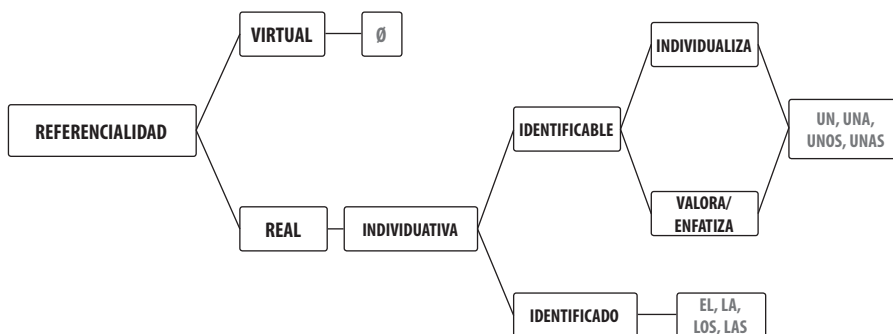 REFERENCIALIDAD
VIRTUAL
Ø
REAL
INDIVIDUATIVA
IDENTIFICABLE
INDIVIDUALIZA
VALORA/
ENFATIZA
UN, UNA,
UNOS, UNAS
IDENTIFICADO
EL, LA,
LOS, LAS